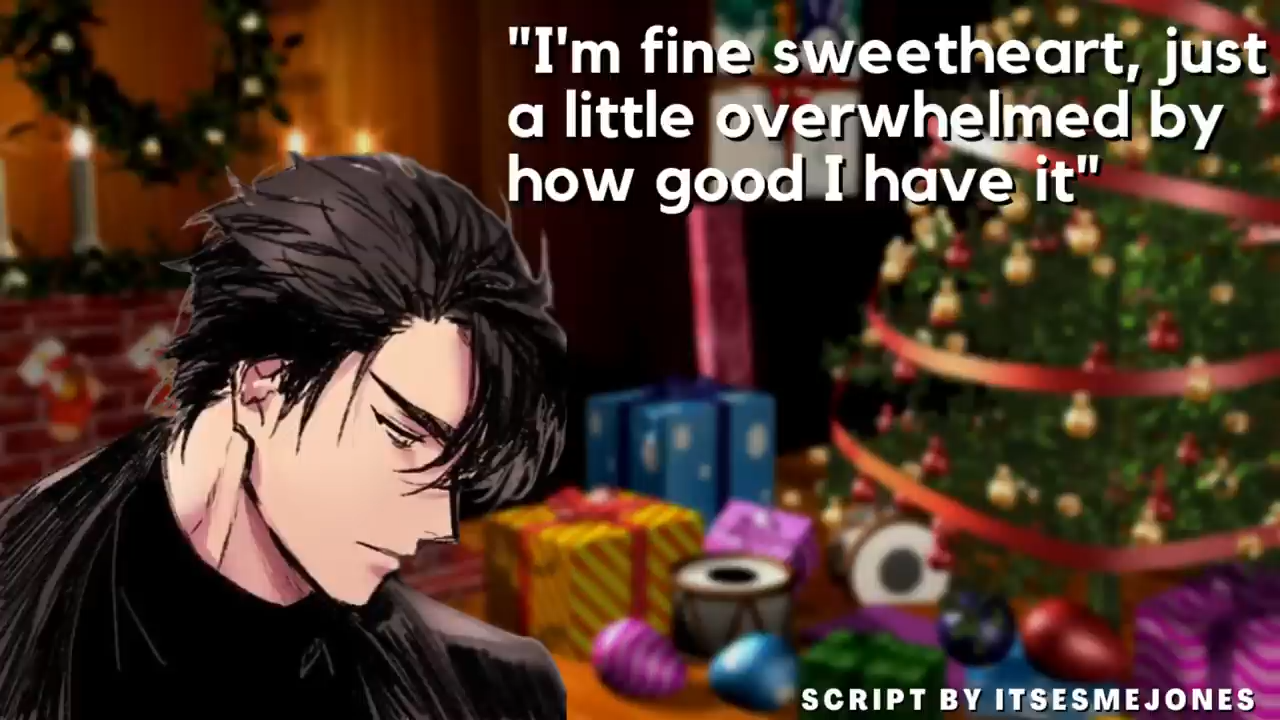 "I'm fine sweetheart, just
a little overwhelmed by
how good I have it"
SCRIPT BY ITSESMEJONES